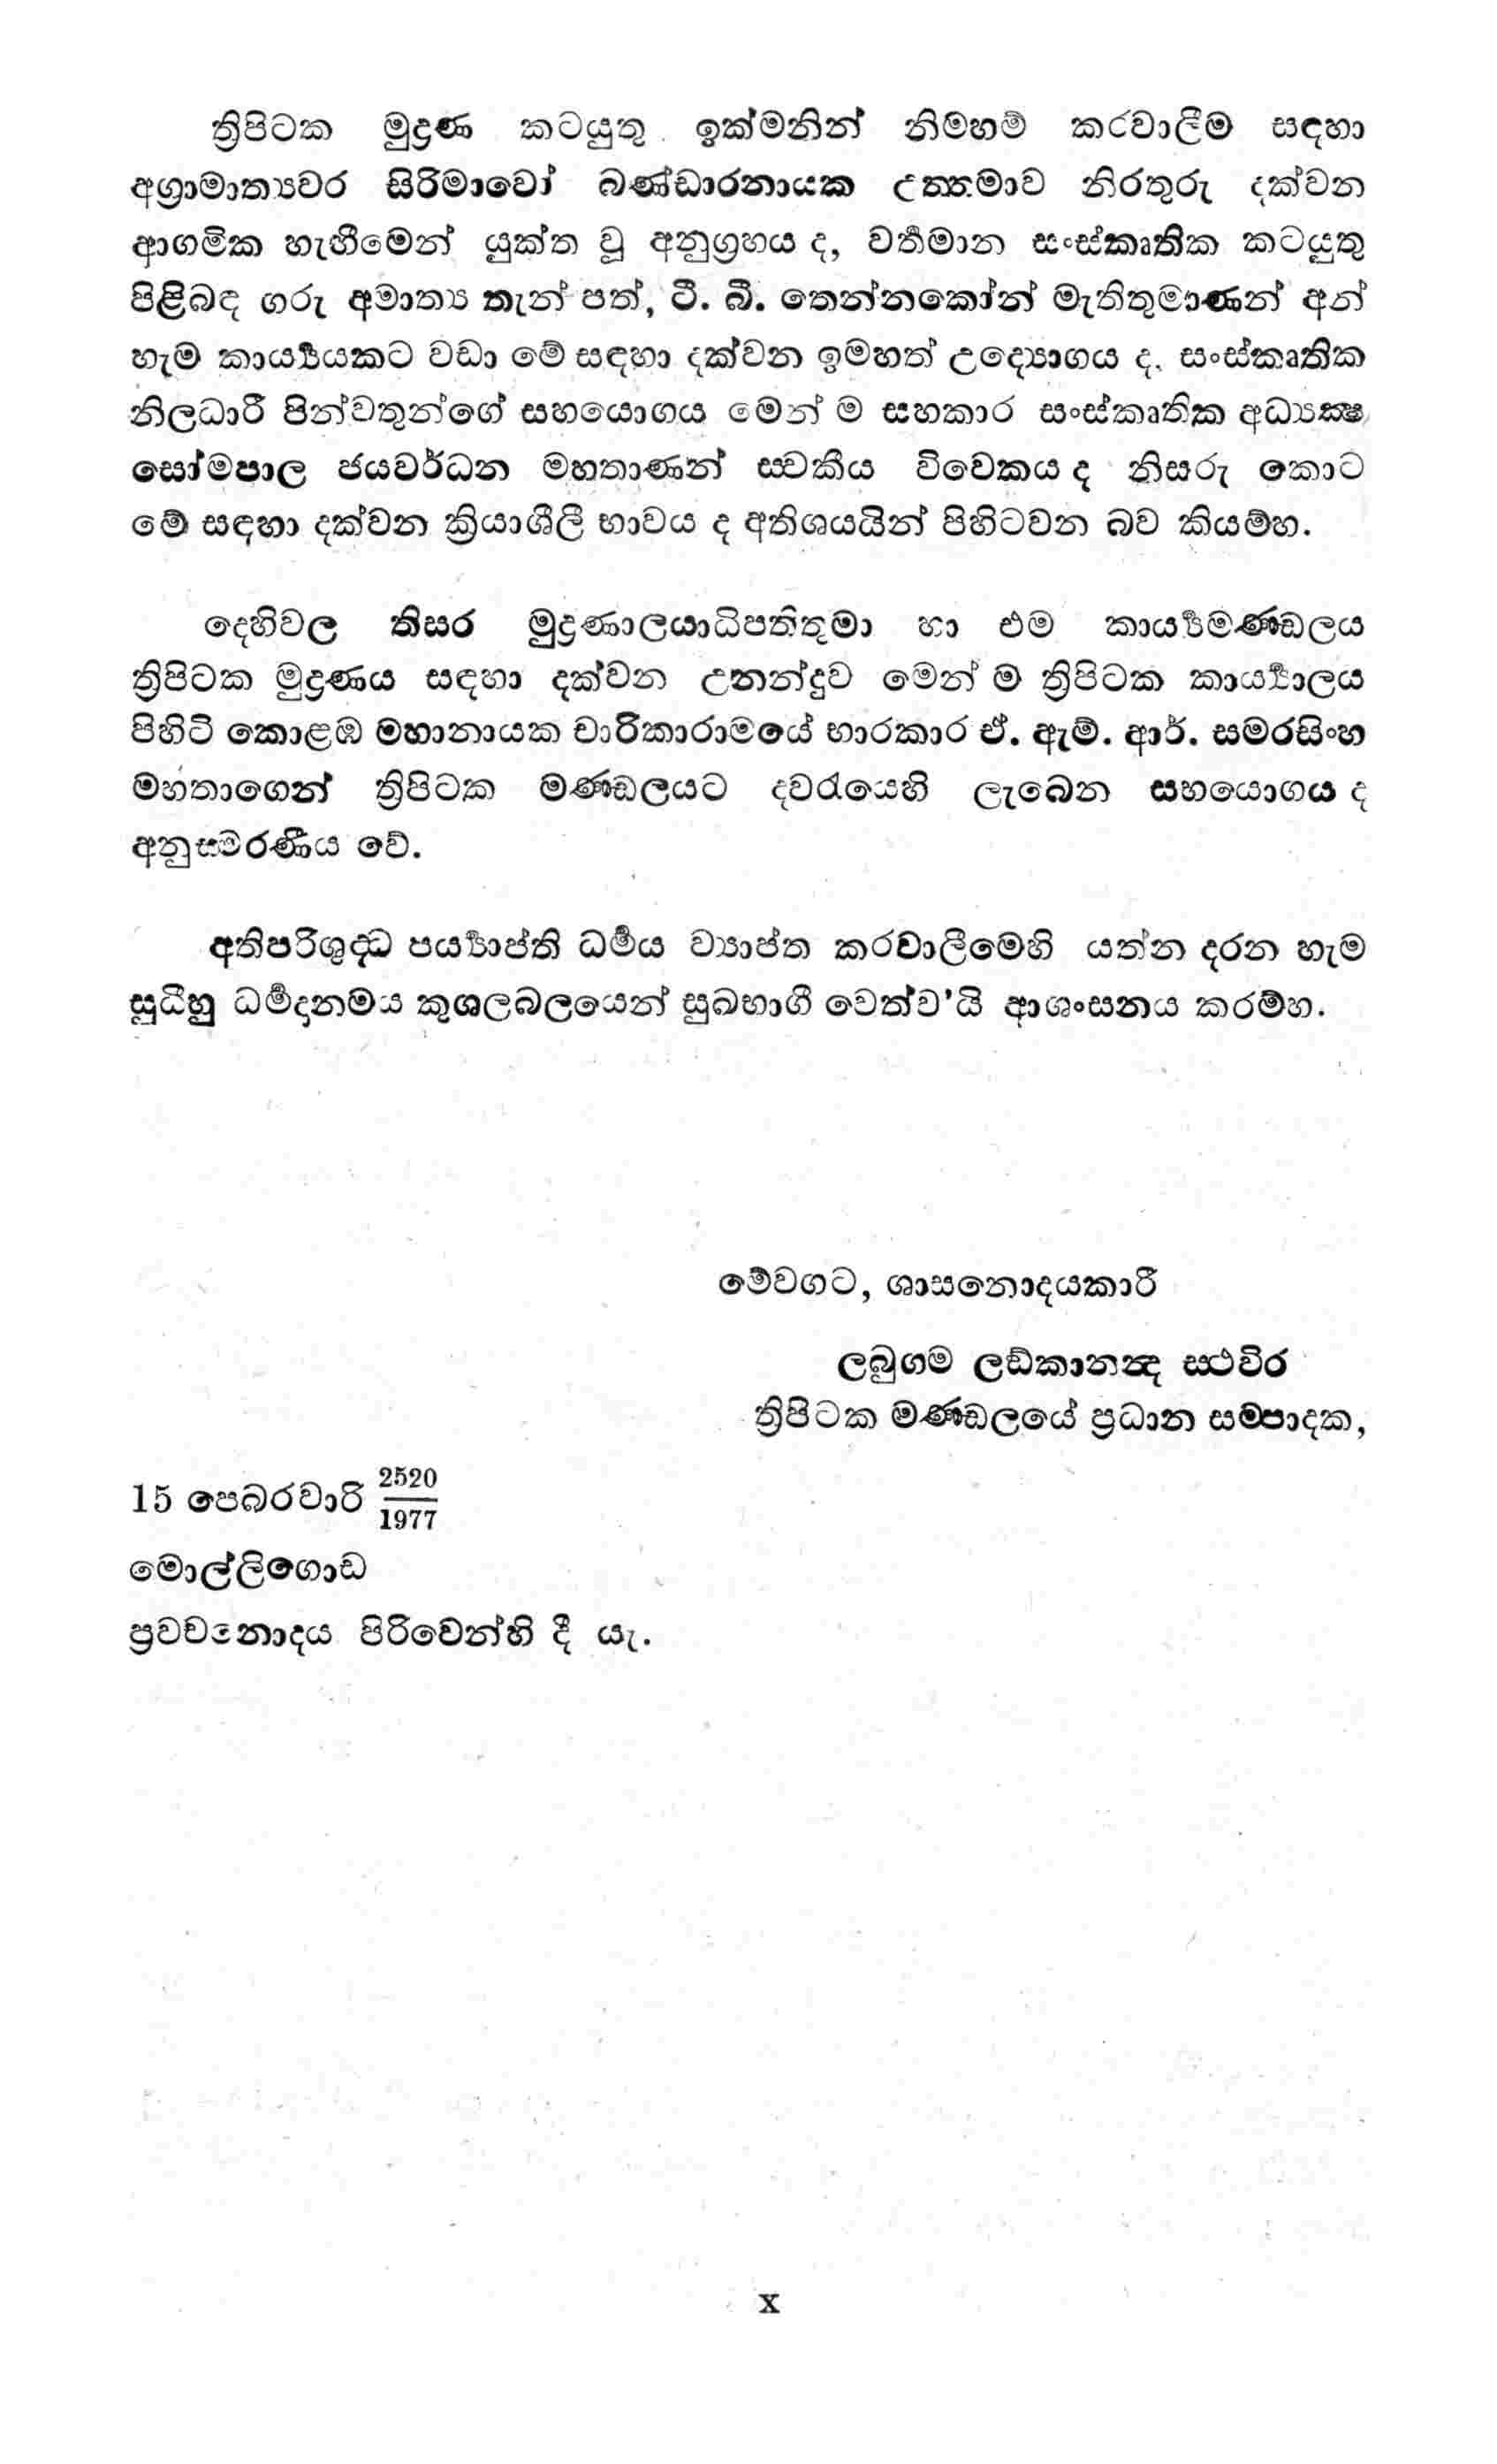 ත්‍රිපිටක මුද්‍රණ කටයුතු ඉක්මනින් නිමහම් කරවාලීම සඳහා
අග්‍රාමාත්‍යවර සිරිමාවෝ බණ්ඩාරනායක උත්තමාව නිරතුරු දක්වන
ආගමික හැඟීමෙන් යුක්ත වූ අනුග්‍රහය ද, වර්‍තමාන සංස්කෘතික කටයුතු
පිළිබඳ ගරු අමාත්‍ය තැන් පත්, ටී. බී. තෙන්නකෝන් මැතිතුමාණන් අන්
හැම කාර්‍ය්‍යයකට වඩා මේ සඳහා දක්වන ඉමහත් උද්‍යොගය ද, සංස්කෘතික
නිලධාරී පින්වතුන්ගේ සහයොගය මෙන් ම සහකාර සංස්කෘතික අධ්‍යක්‍ෂ
සෝමපාල ජයවර්ධන මහතාණන් ස්වකීය විවෙකය ද නිසරු කොට
මේ සඳහා දක්වන ක්‍රියාශීලී භාවය ද අතිශයයින් පිහිටවන බව කියම්හ.
දෙහිවල තිසර මුද්‍රණාලයාධිපතිතුමා හා එම කාර්‍ය්‍යමණ්ඩලය
ත්‍රිපිටක මුද්‍රණය සඳහා දක්වන උනන්දුව මෙන් ම ත්‍රිපිටක කාර්‍ය්‍යාලය
පිහිටි කොළඹ මහානායක චාරිකාරාමයේ භාරකාර ඒ. ඇම්. ආර්. සමරසිංහ
මහතාගෙන් ත්‍රිපිටක මණ්ඩලයට දවරැයෙහි ලැබෙන සහයොගය ද
අනුස්මරණීය වේ.
අතිපරිශුද්ධ පර්‍ය්‍යාප්ති ධර්‍මය ව්‍යාප්ත කරවාලීමෙහි යත්න දරන හැම
සුධීහු ධර්‍මදානමය කුශලබලයෙන් සුඛභාගී වෙත්ව'යි ආශංසනය කරම්හ.
මේවගට, ශාසනොදයකාරී
ලබුගම ලඞ්කානන්‍ද ස්ථවිර
ත්‍රිපිටක මණ්ඩලයේ ප්‍රධාන සම්පාදක,
15 පෙබරවාරි 2520/1977
මොල්ලිගොඩ
ප්‍රවචනොදය පිරිවෙන්හි දී යැ.
x